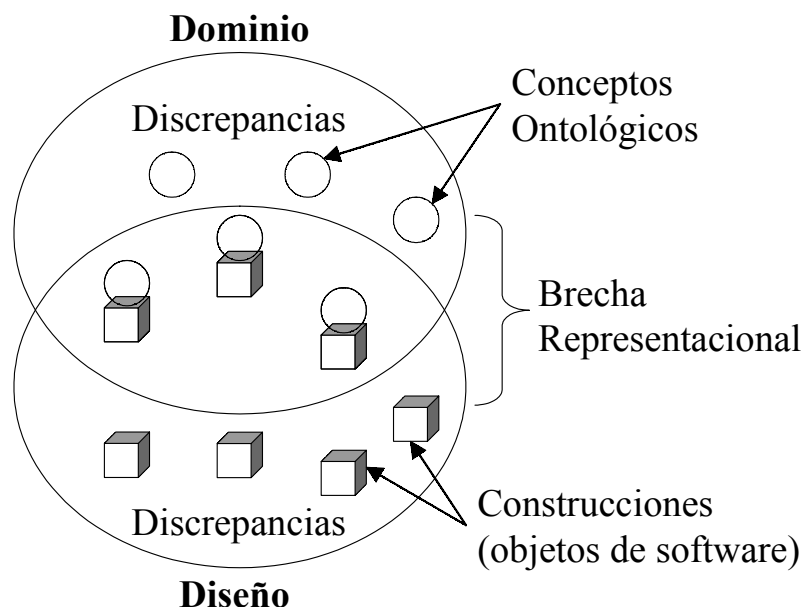 Dominio
Discrepancias
Conceptos
Ontológicos
Brecha
Representacional
Construcciones
(objetos de software)
Discrepancias
Diseño